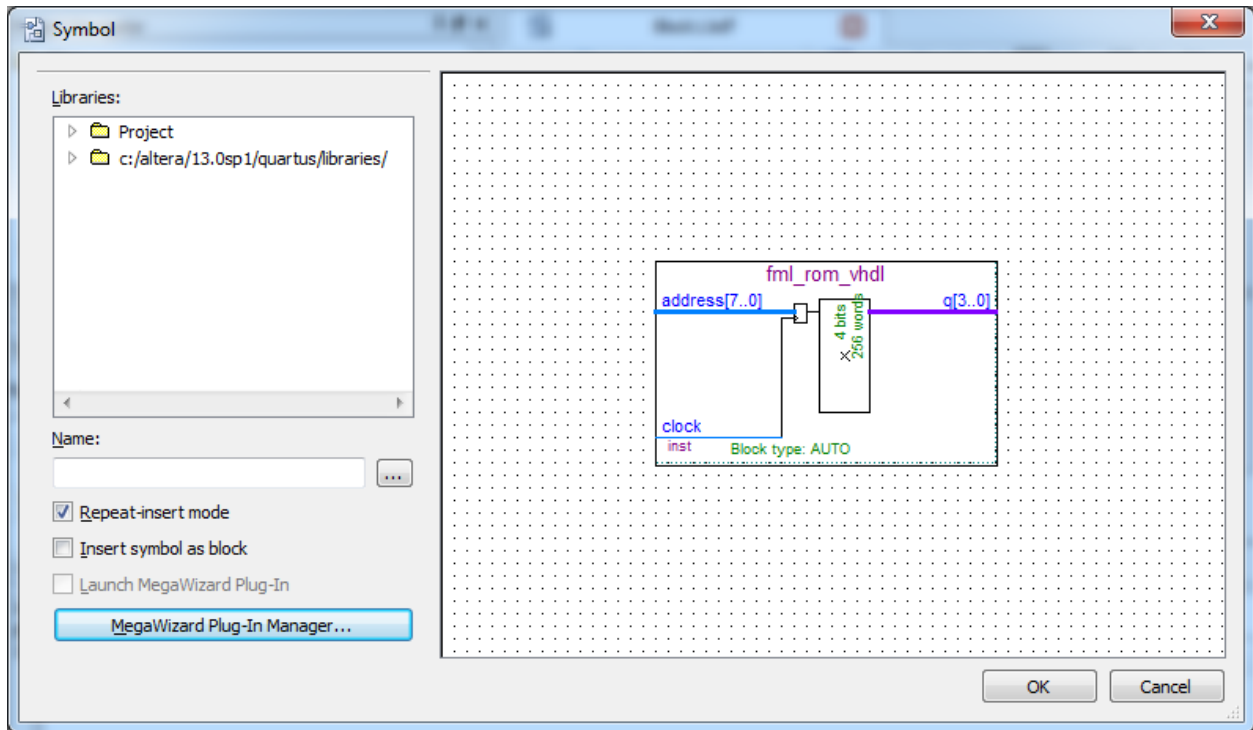 Symbol
Libraries:
Project
c:/altera/13.0sp1/quartus/libraries/
Name:
...
Repeat-insert mode
Insert symbol as block
Launch MegaWizard Plug-In
MegaWizard Plug-In Manager...
fml_rom_vhdl
address[7..0]
q[3..0]
4 bits
256 words
clock
inst
Block type: AUTO
OK
Cancel